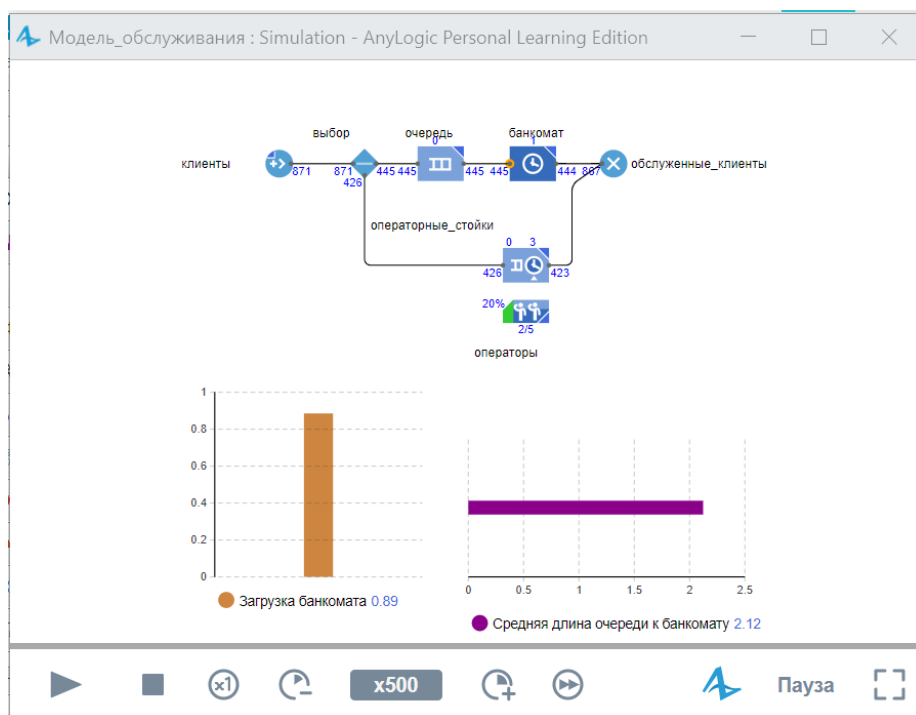 Модель_обслуживания : Simulation - AnyLogic Personal Learning Edition
выбор очередь банкомат
0 1
клиенты обслуженные_клиенты
871 871 445 445 445 445 444 867
426
операторные_стойки
0 3
426 423
20%
2/5
операторы
1
0.8
0.6
0.4
0.2
0
Загрузка банкомата 0.89
0 0.5 1 1.5 2 2.5
Средняя длина очереди к банкомату 2.12
x1 x500 Пауза